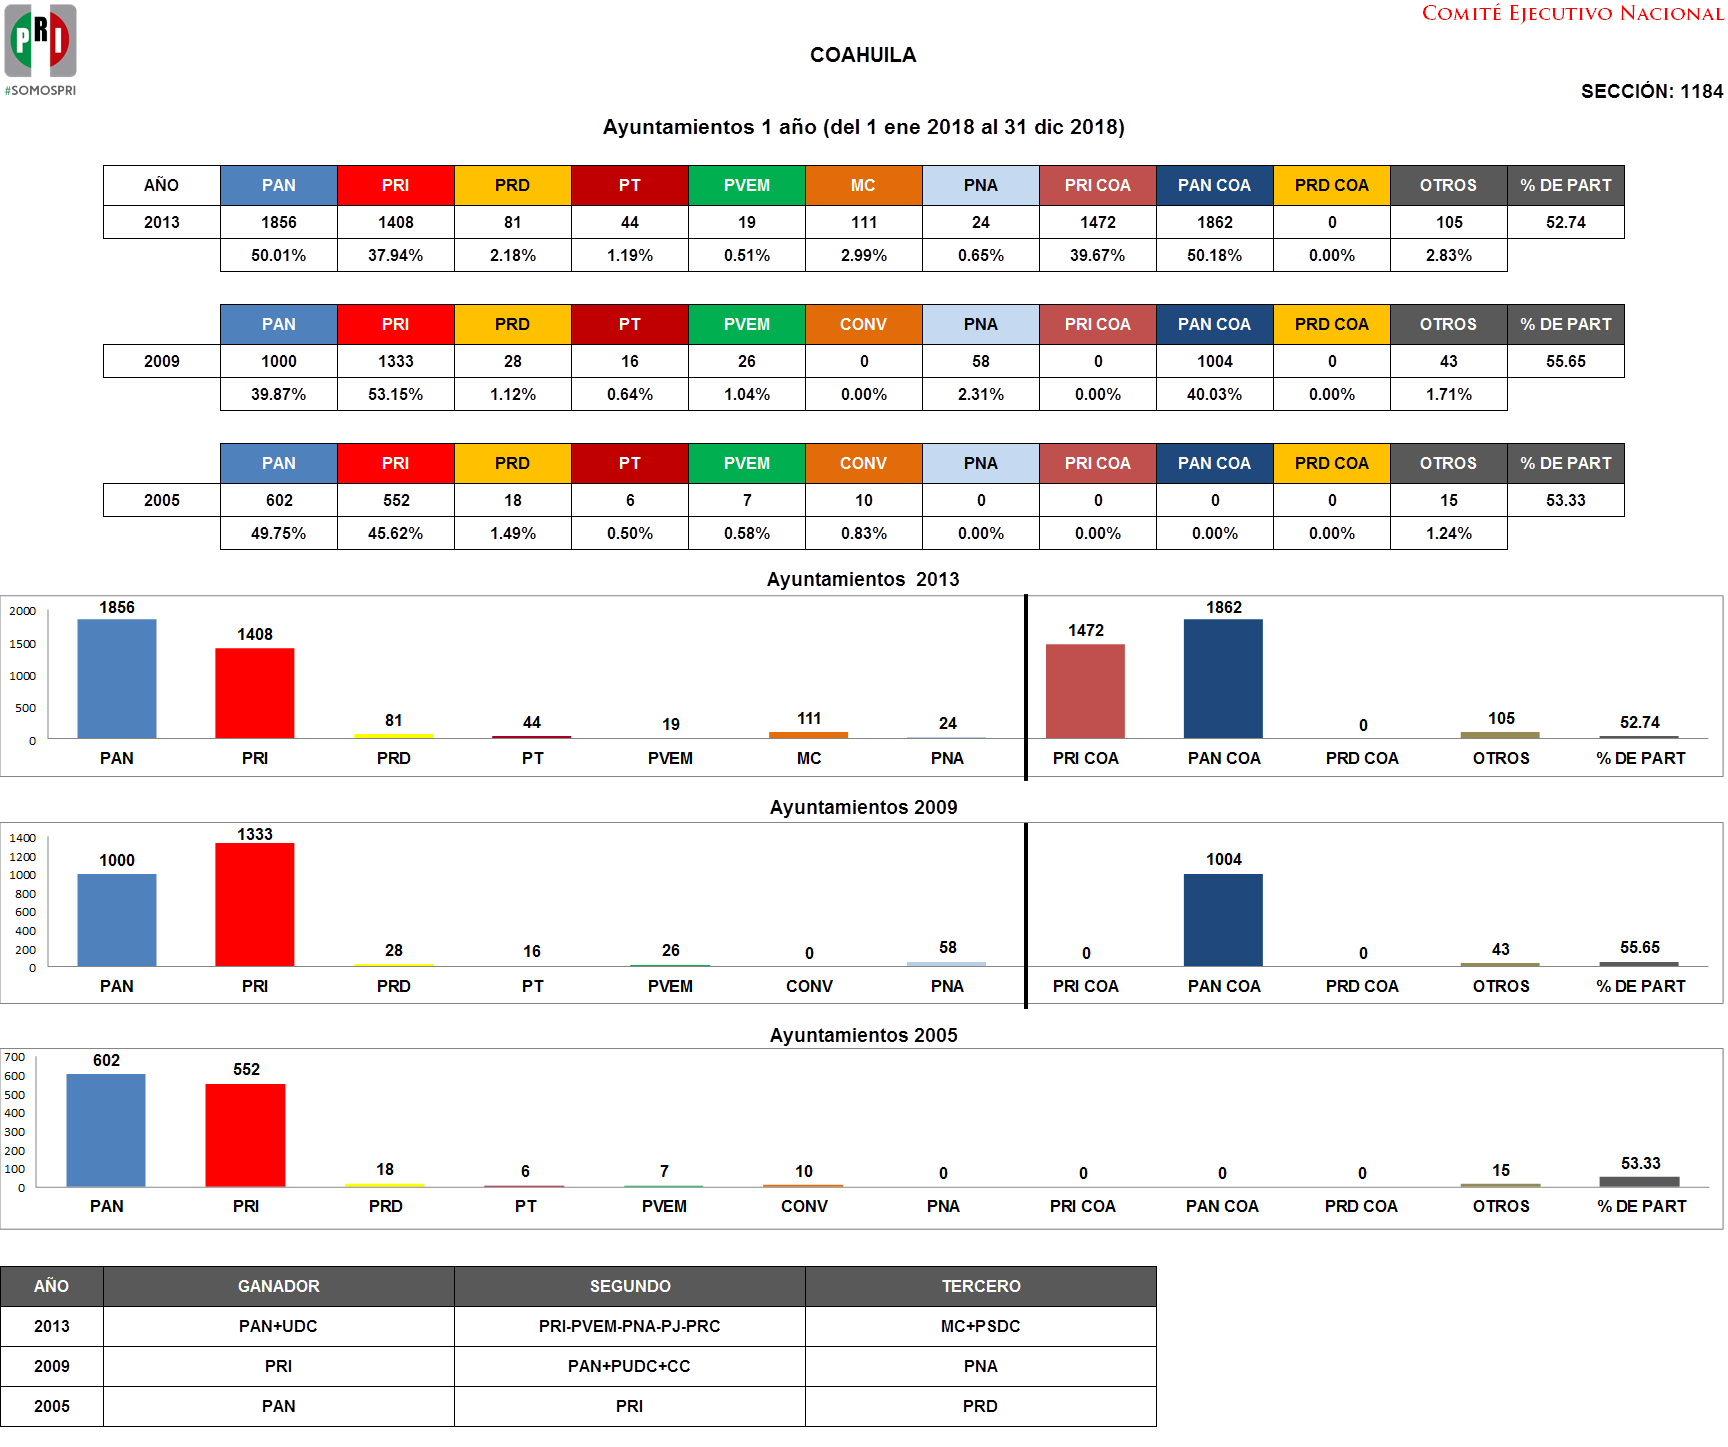 COMITÉ EJECUTIVO NACIONAL
PRI
#SOMOSPRI
COAHUILA
SECCIÓN: 1184
Ayuntamientos 1 año (del 1 ene 2018 al 31 dic 2018)
AÑO PAN PRI PRD PT PVEM MC PNA PRI COA PAN COA PRD COA OTROS % DE PART
2013 1856 1408 81 44 19 111 24 1472 1862 0 105 52.74
50.01% 37.94% 2.18% 1.19% 0.51% 2.99% 0.65% 39.67% 50.18% 0.00% 2.83%
PAN PRI PRD PT PVEM CONV PNA PRI COA PAN COA PRD COA OTROS % DE PART
2009 1000 1333 28 16 26 0 58 0 1004 0 43 55.65
39.87% 53.15% 1.12% 0.64% 1.04% 0.00% 2.31% 0.00% 40.03% 0.00% 1.71%
PAN PRI PRD PT PVEM CONV PNA PRI COA PAN COA PRD COA OTROS % DE PART
2005 602 552 18 6 7 10 0 0 0 0 15 53.33
49.75% 45.62% 1.49% 0.50% 0.58% 0.83% 0.00% 0.00% 0.00% 0.00% 1.24%
Ayuntamientos 2013
2000
1500
1000
500
0
1856 1408 81 44 19 111 24 1472 1862 0 105 52.74
PAN PRI PRD PT PVEM MC PNA PRI COA PAN COA PRD COA OTROS % DE PART
Ayuntamientos 2009
1400
1200
1000
800
600
400
200
0
1000 1333 28 16 26 0 58 0 1004 0 43 55.65
PAN PRI PRD PT PVEM CONV PNA PRI COA PAN COA PRD COA OTROS % DE PART
Ayuntamientos 2005
700
600
500
400
300
200
100
0
602 552 18 6 7 10 0 0 0 0 15 53.33
PAN PRI PRD PT PVEM CONV PNA PRI COA PAN COA PRD COA OTROS % DE PART
AÑO GANADOR SEGUNDO TERCERO
2013 PAN+UDC PRI-PVEM-PNA-PJ-PRC MC+PSDC
2009 PRI PAN+PUDC+CC PNA
2005 PAN PRI PRD